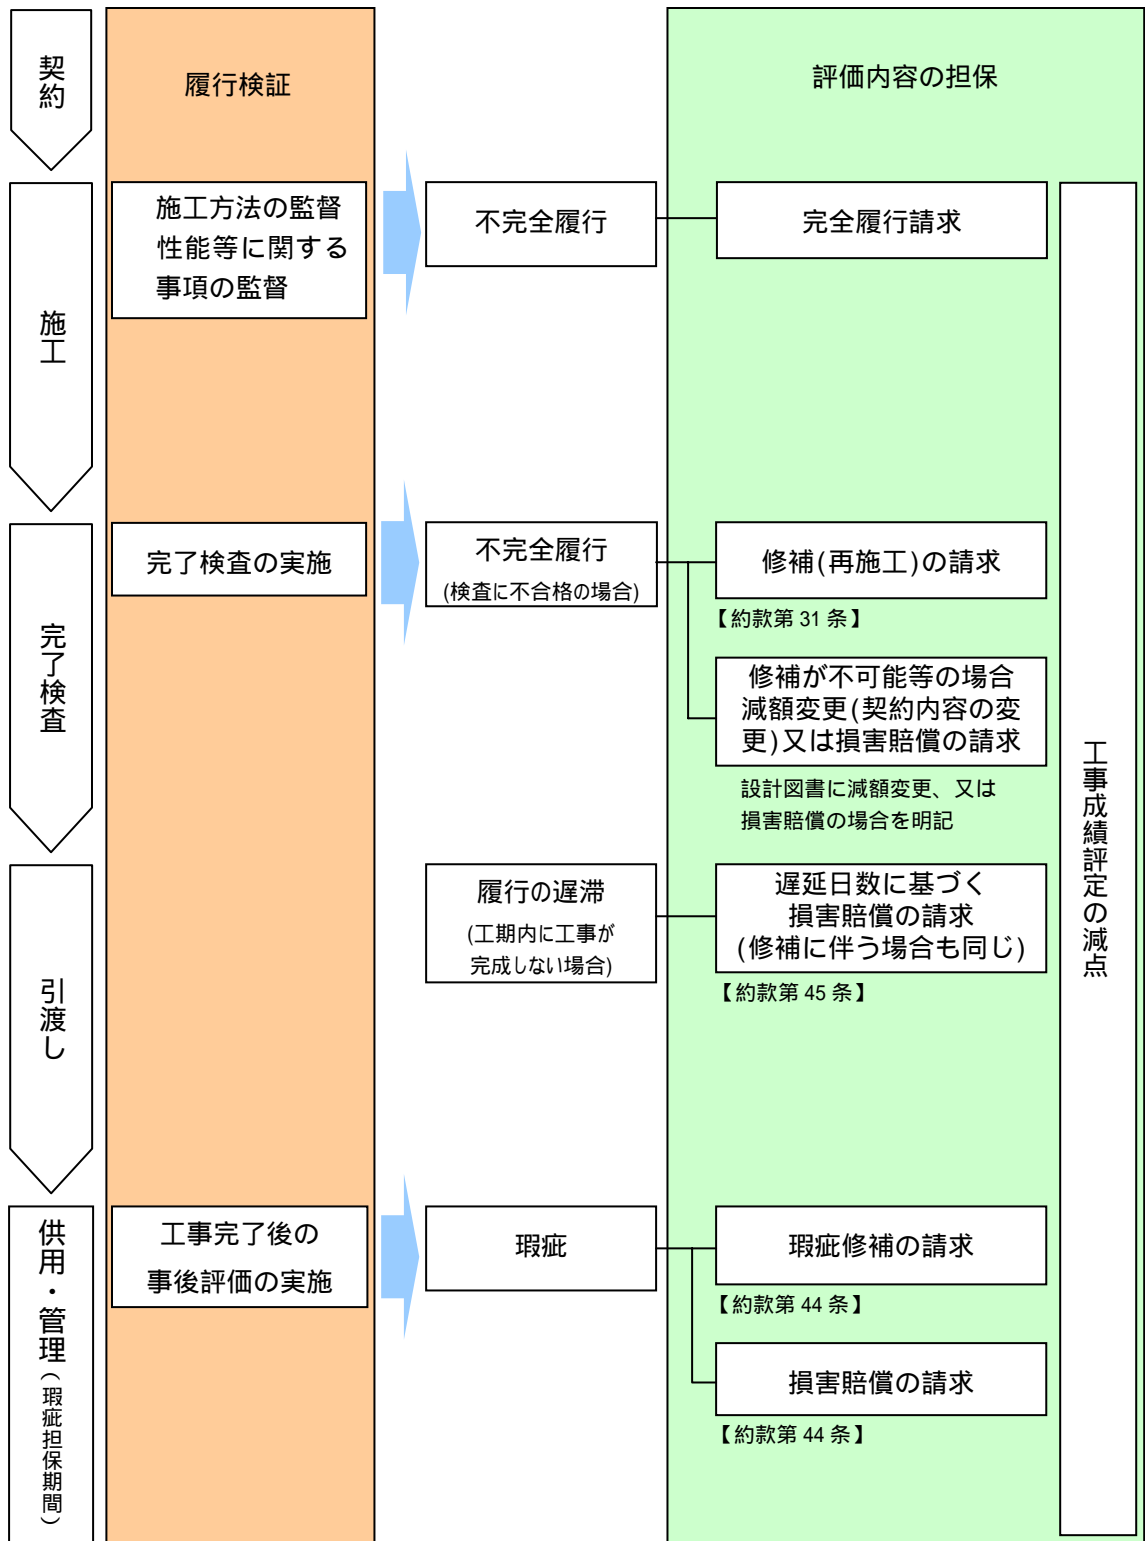 契約
履行検証
評価内容の担保
施工
施工方法の監督
性能等に関する
事項の監督
不完全履行
完全履行請求
完了検査
完了検査の実施
不完全履行
(検査に不合格の場合)
修補(再施工)の請求
【約款第 31 条】
修補が不可能等の場合
減額変更(契約内容の変
更)又は損害賠償の請求
設計図書に減額変更、又は
損害賠償の場合を明記
引渡し
履行の遅滞
(工期内に工事が
完成しない場合)
遅延日数に基づく
損害賠償の請求
(修補に伴う場合も同じ)
【約款第 45 条】
供用・管理(瑕疵担保期間)
工事完了後の
事後評価の実施
瑕疵
瑕疵修補の請求
【約款第 44 条】
損害賠償の請求
【約款第 44 条】
工事成績評定の減点